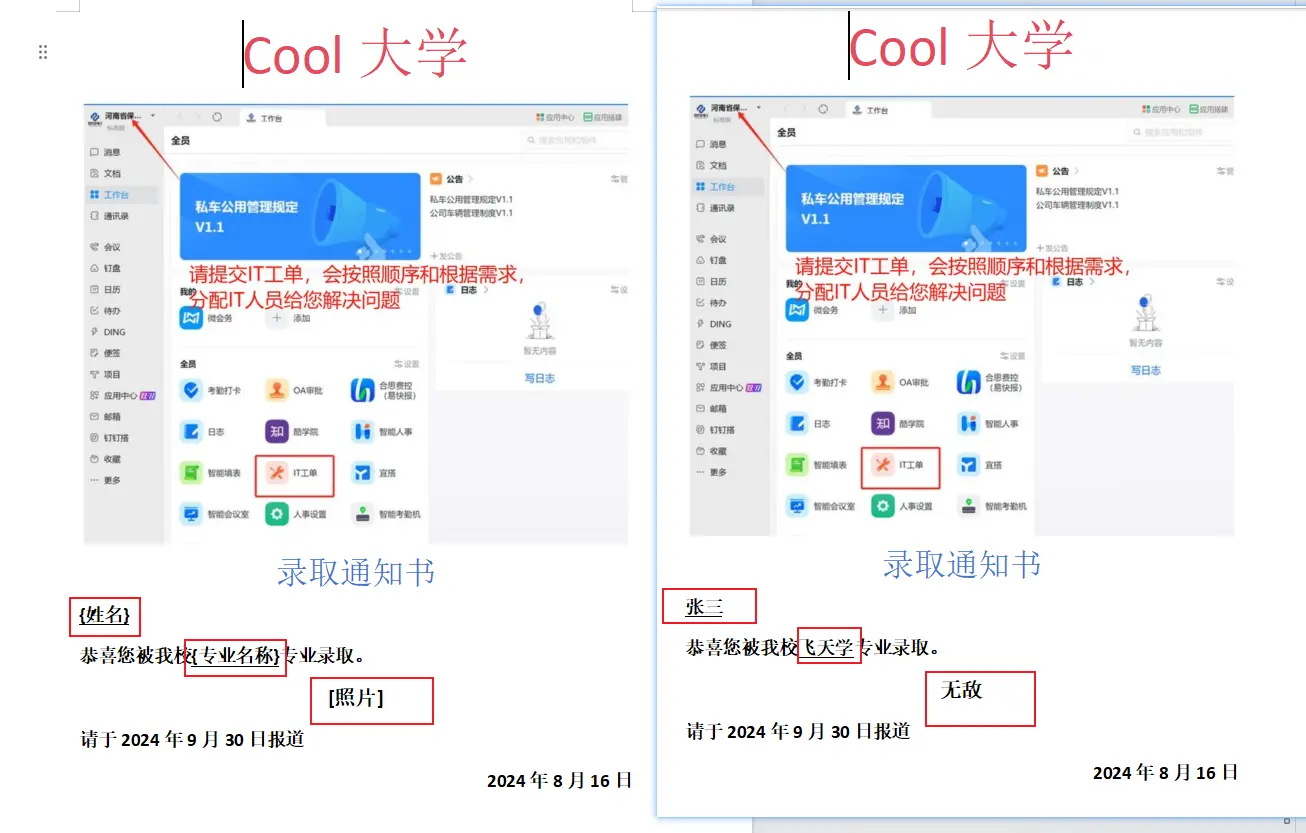 Cool 大学
河南省保...
标准版
工作台
应用中心
应用搭建
全员
搜索应用和组件
消息
文档
工作台
通讯录
会议
钉盘
日历
待办
DING
便签
项目
应用中心
邮箱
钉钉搭
收藏
更多
私车公用管理规定
V1.1
公告
私车公用管理规定V1.1
公司车辆管理制度V1.1
+发公告
请提交IT工单，会按照顺序和根据需求，
分配IT人员给您解决问题
我的
设置
微会务
添加
日志
暂无内容
写日志
全员
设置
考勤打卡
OA审批
合思费控
（易快报）
日志
酷学院
智能人事
智能填表
IT工单
宜搭
智能会议室
人事设置
智能考勤机
录取通知书
{姓名}
恭喜您被我校{专业名称}专业录取。
[照片]
请于 2024 年 9 月 30 日报道
2024 年 8 月 16 日
Cool 大学
河南省保...
标准版
工作台
应用中心
应用搭建
全员
搜索应用和组件
消息
文档
工作台
通讯录
会议
钉盘
日历
待办
DING
便签
项目
应用中心
邮箱
钉钉搭
收藏
更多
私车公用管理规定
V1.1
公告
私车公用管理规定V1.1
公司车辆管理制度V1.1
+发公告
请提交IT工单，会按照顺序和根据需求，
分配IT人员给您解决问题
我的
设置
微会务
添加
日志
暂无内容
写日志
全员
设置
考勤打卡
OA审批
合思费控
（易快报）
日志
酷学院
智能人事
智能填表
IT工单
宜搭
智能会议室
人事设置
智能考勤机
录取通知书
张三
恭喜您被我校飞天学专业录取。
无敌
请于 2024 年 9 月 30 日报道
2024 年 8 月 16 日